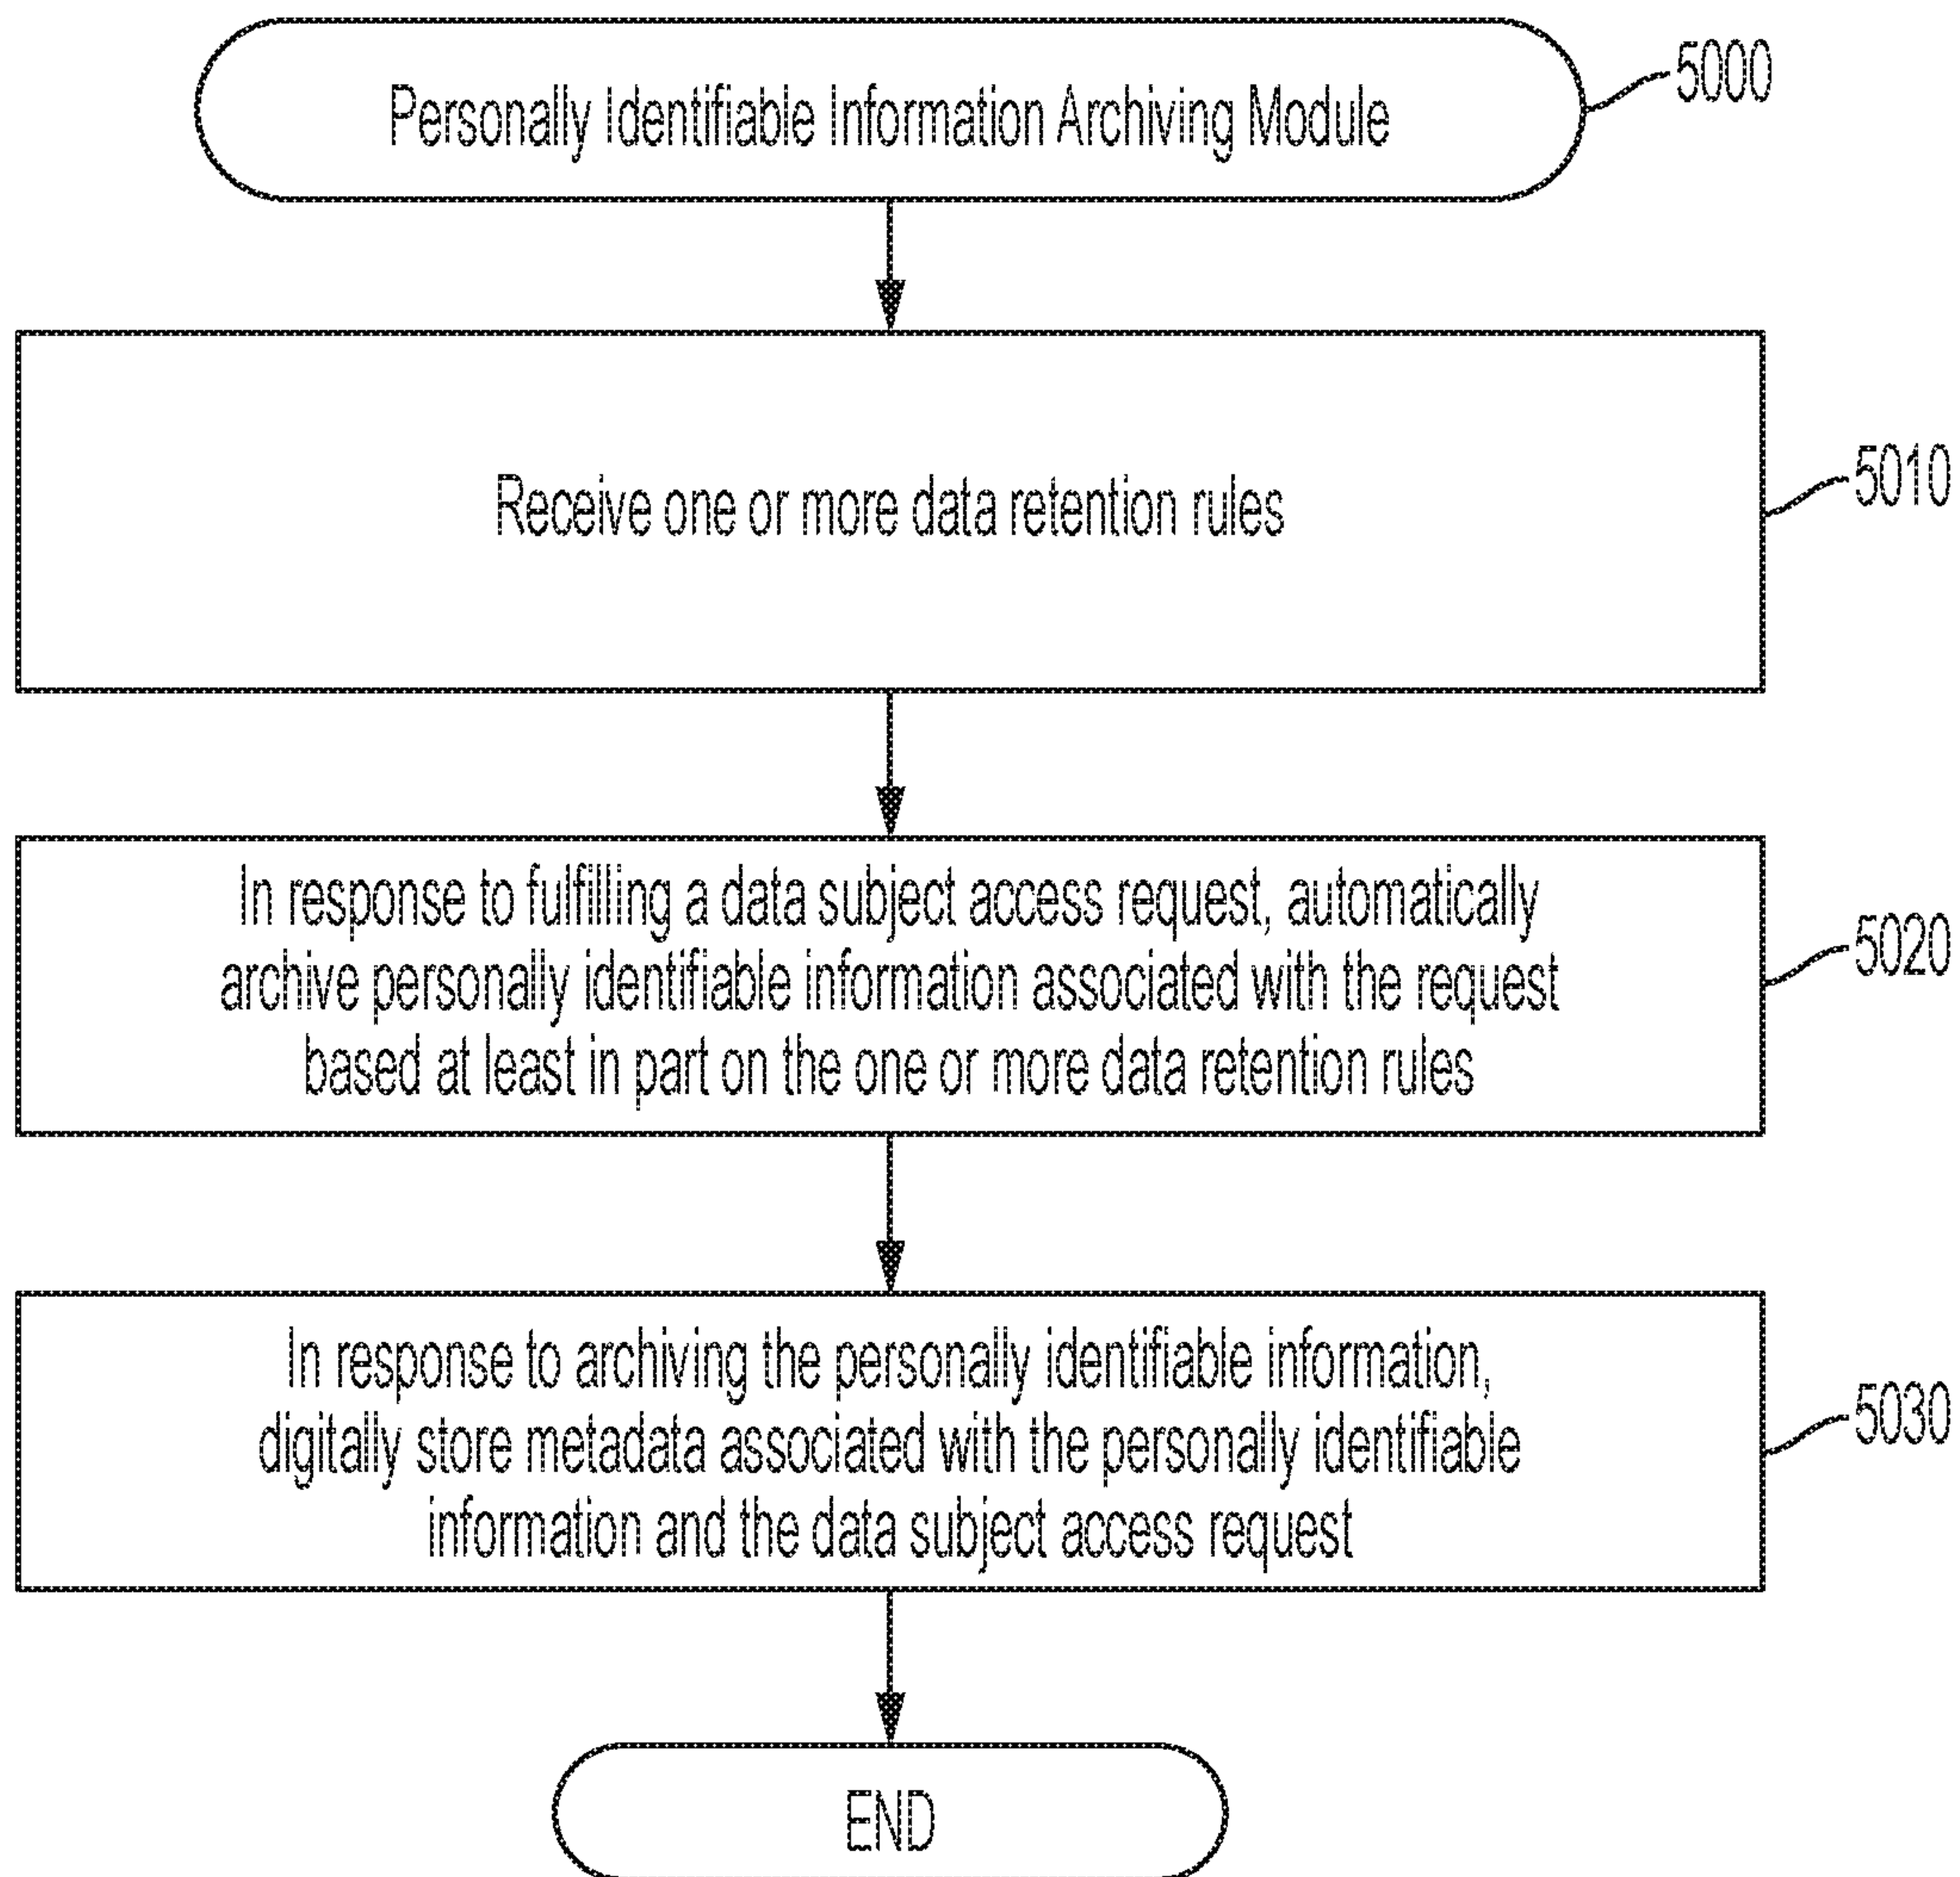 Personally Identifiable Information Archiving Module
5000
Receive one or more data retention rules
5010
In response to fulfilling a data subject access request, automatically
archive personally identifiable information associated with the request
based at least in part on the one or more data retention rules
5020
In response to archiving the personally identifiable information,
digitally store metadata associated with the personally identifiable
information and the data subject access request
5030
END